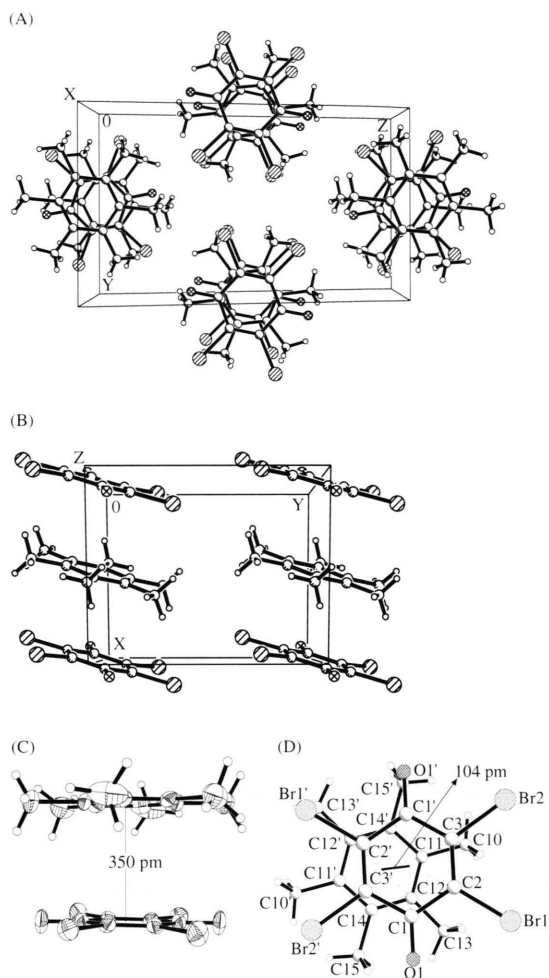 (A)
X
0
Z
Y
(B)
Z
0
Y
X
(C)
(D)
350 pm
O1'
104 pm
C15'
Br1'
C13'
C1'
Br2
C14'
C3
C12'
C11
C10
C2'
C11'
C3'
C2
C12
C10'
C14
C1
Br1
Br2'
C13
C15
O1